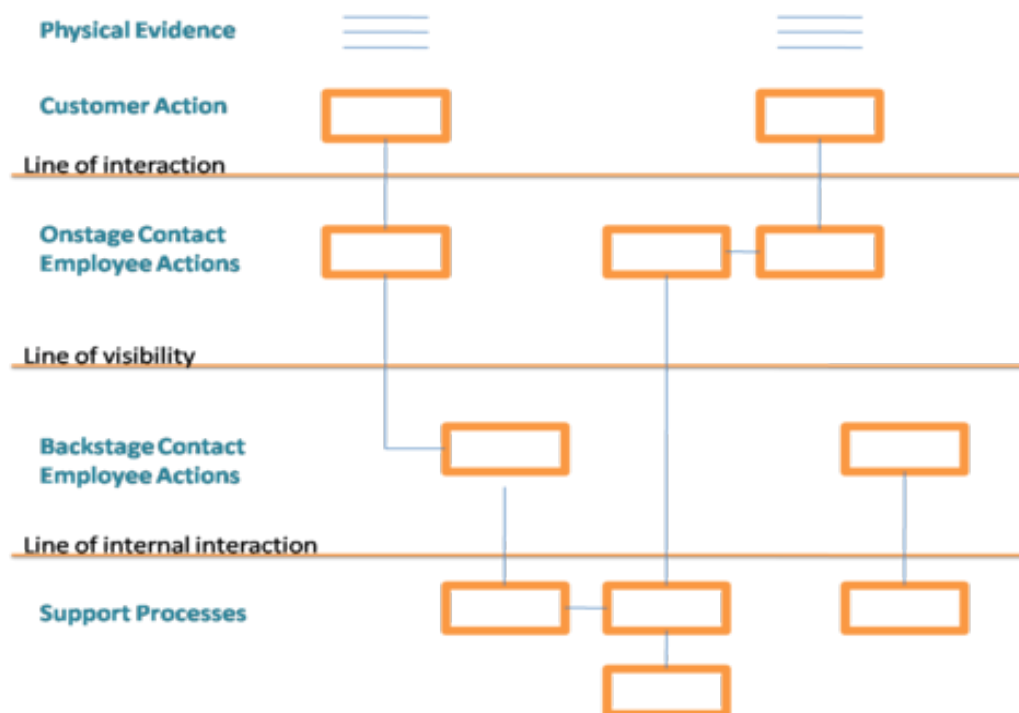 Physical Evidence
Customer Action
Line of interaction
Onstage Contact
Employee Actions
Line of visibility
Backstage Contact
Employee Actions
Line of internal interaction
Support Processes